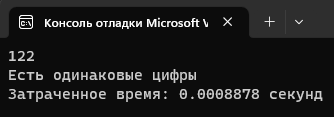 Консоль отладки Microsoft V
122
Есть одинаковые цифры
Затраченное время: 0.0008878 секунд